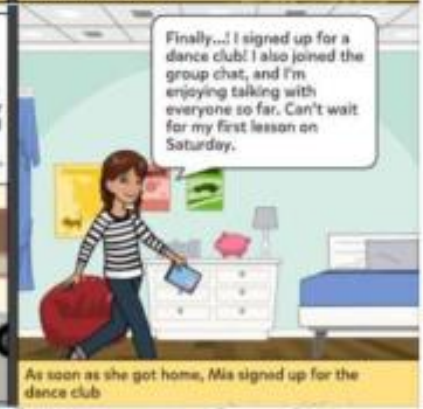 Finally...! I signed up for a
dance club! I also joined the
group chat, and I'm
enjoying talking with
everyone so far. Can't wait
for my first lesson on
Saturday.
As soon as she got home, Mia signed up for the
dance club